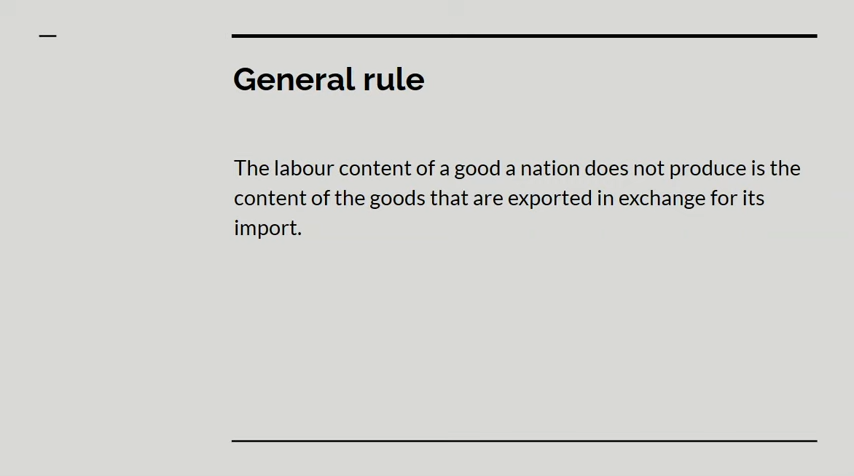 General rule
The labour content of a good a nation does not produce is the
content of the goods that are exported in exchange for its
import.